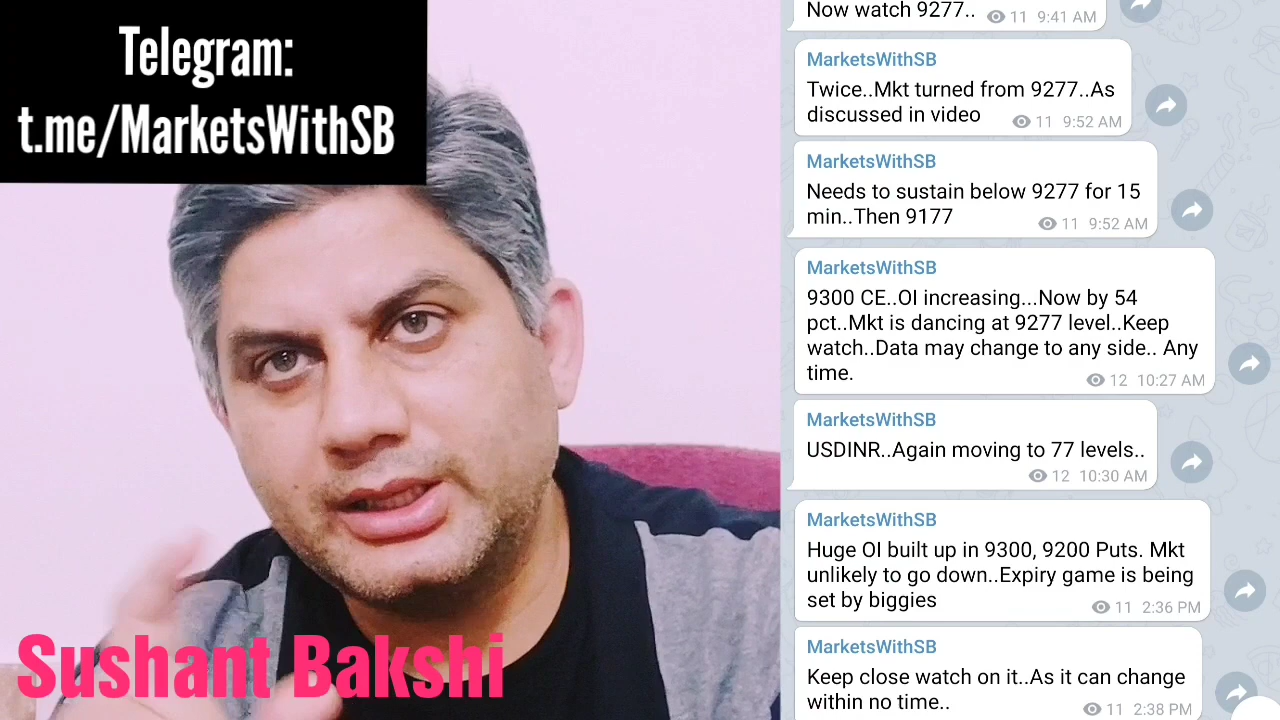 Telegram:
t.me/MarketsWithSB
Sushant Bakshi
Now watch 9277.. 11 9:41 AM
MarketsWithSB
Twice..Mkt turned from 9277..As
discussed in video 11 9:52 AM
MarketsWithSB
Needs to sustain below 9277 for 15
min..Then 9177 11 9:52 AM
MarketsWithSB
9300 CE..OI increasing...Now by 54
pct..Mkt is dancing at 9277 level..Keep
watch..Data may change to any side.. Any
time. 12 10:27 AM
MarketsWithSB
USDINR..Again moving to 77 levels..
12 10:30 AM
MarketsWithSB
Huge OI built up in 9300, 9200 Puts. Mkt
unlikely to go down..Expiry game is being
set by biggies 11 2:36 PM
MarketsWithSB
Keep close watch on it..As it can change
within no time.. 11 2:38 PM